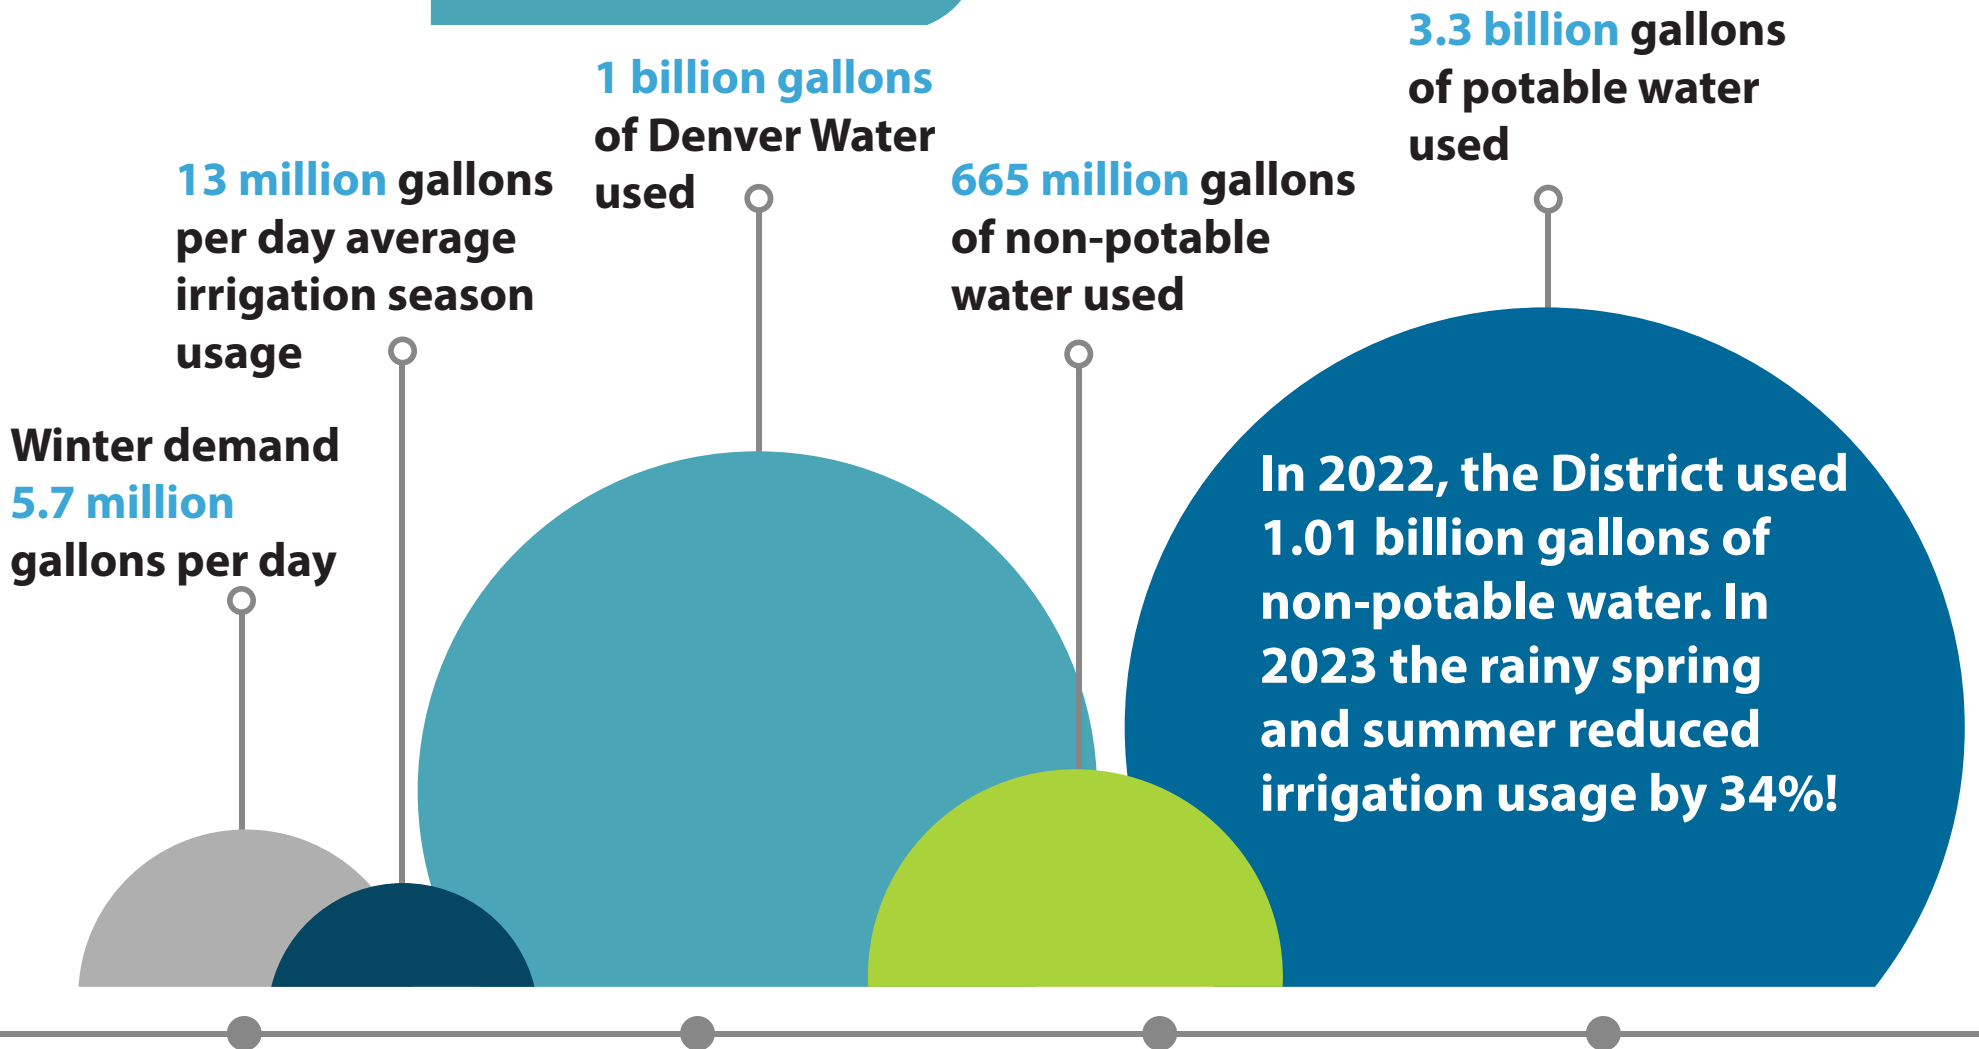 Winter demand
5.7 million
gallons per day
13 million gallons
per day average
irrigation season
usage
1 billion gallons
of Denver Water
used
665 million gallons
of non-potable
water used
3.3 billion gallons
of potable water
used
In 2022, the District used
1.01 billion gallons of
non-potable water. In
2023 the rainy spring
and summer reduced
irrigation usage by 34%!